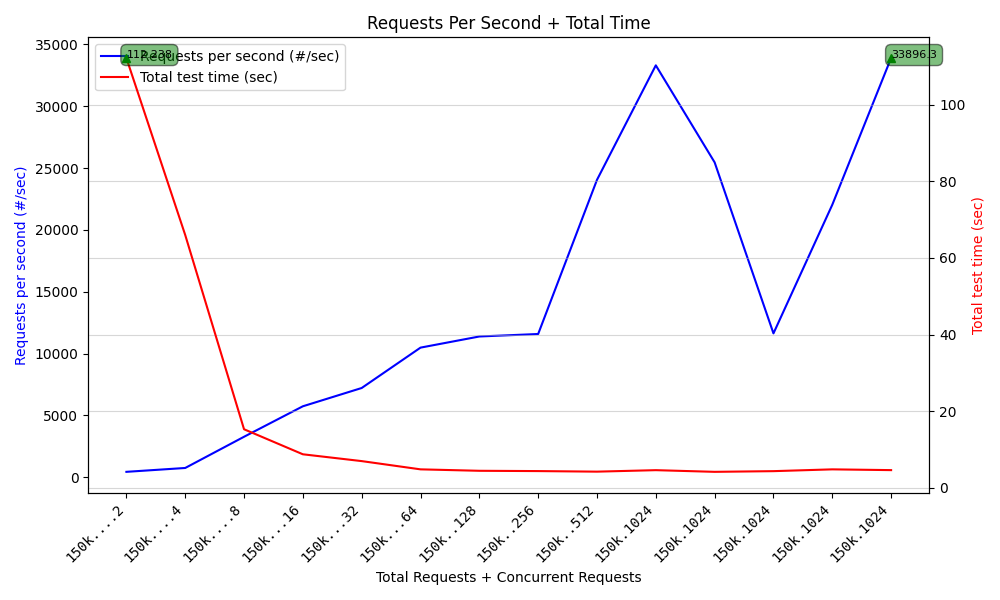 Requests Per Second + Total Time
35000
30000
25000
20000
15000
10000
5000
0
Requests per second (#/sec)
Requests per second (#/sec)
Total test time (sec)
33896.3
100
80
60
40
20
0
Total test time (sec)
150k....2
150k....4
150k....8
150k...16
150k...32
150k...64
150k..128
150k..256
150k..512
150k.1024
150k.1024
150k.1024
150k.1024
150k.1024
Total Requests + Concurrent Requests